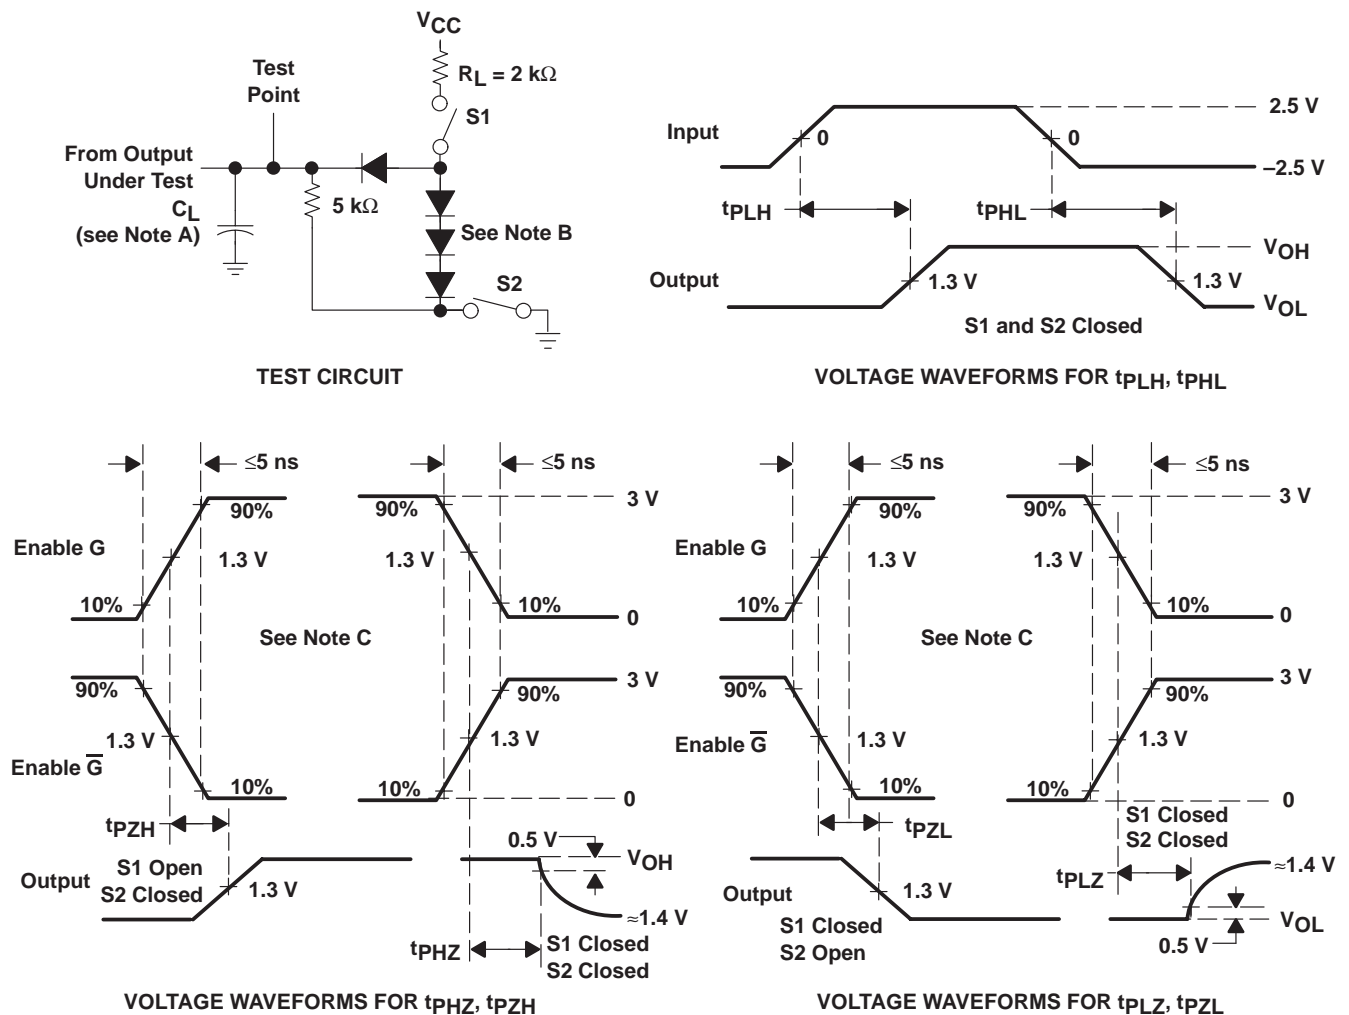 VCC
RL = 2 kΩ
Test
Point
S1
From Output
Under Test
CL
(see Note A)
5 kΩ
See Note B
S2
TEST CIRCUIT
Input
0
0
2.5 V
–2.5 V
tPLH
tPHL
Output
1.3 V
1.3 V
VOH
VOL
S1 and S2 Closed
VOLTAGE WAVEFORMS FOR tPLH, tPHL
≤5 ns
≤5 ns
3 V
90%
90%
Enable G
1.3 V
1.3 V
10%
10%
0
See Note C
90%
90%
3 V
1.3 V
1.3 V
Enable G̅
10%
10%
0
tPZH
0.5 V
VOH
S1 Open
S2 Closed
Output
1.3 V
≈1.4 V
tPHZ
S1 Closed
S2 Closed
VOLTAGE WAVEFORMS FOR tPHZ, tPZH
≤5 ns
≤5 ns
3 V
90%
90%
Enable G
1.3 V
1.3 V
10%
10%
0
See Note C
90%
90%
3 V
1.3 V
1.3 V
Enable G̅
10%
10%
0
tPZL
S1 Closed
S2 Closed
tPLZ
≈1.4 V
Output
1.3 V
S1 Closed
S2 Open
VOL
0.5 V
VOLTAGE WAVEFORMS FOR tPLZ, tPZL